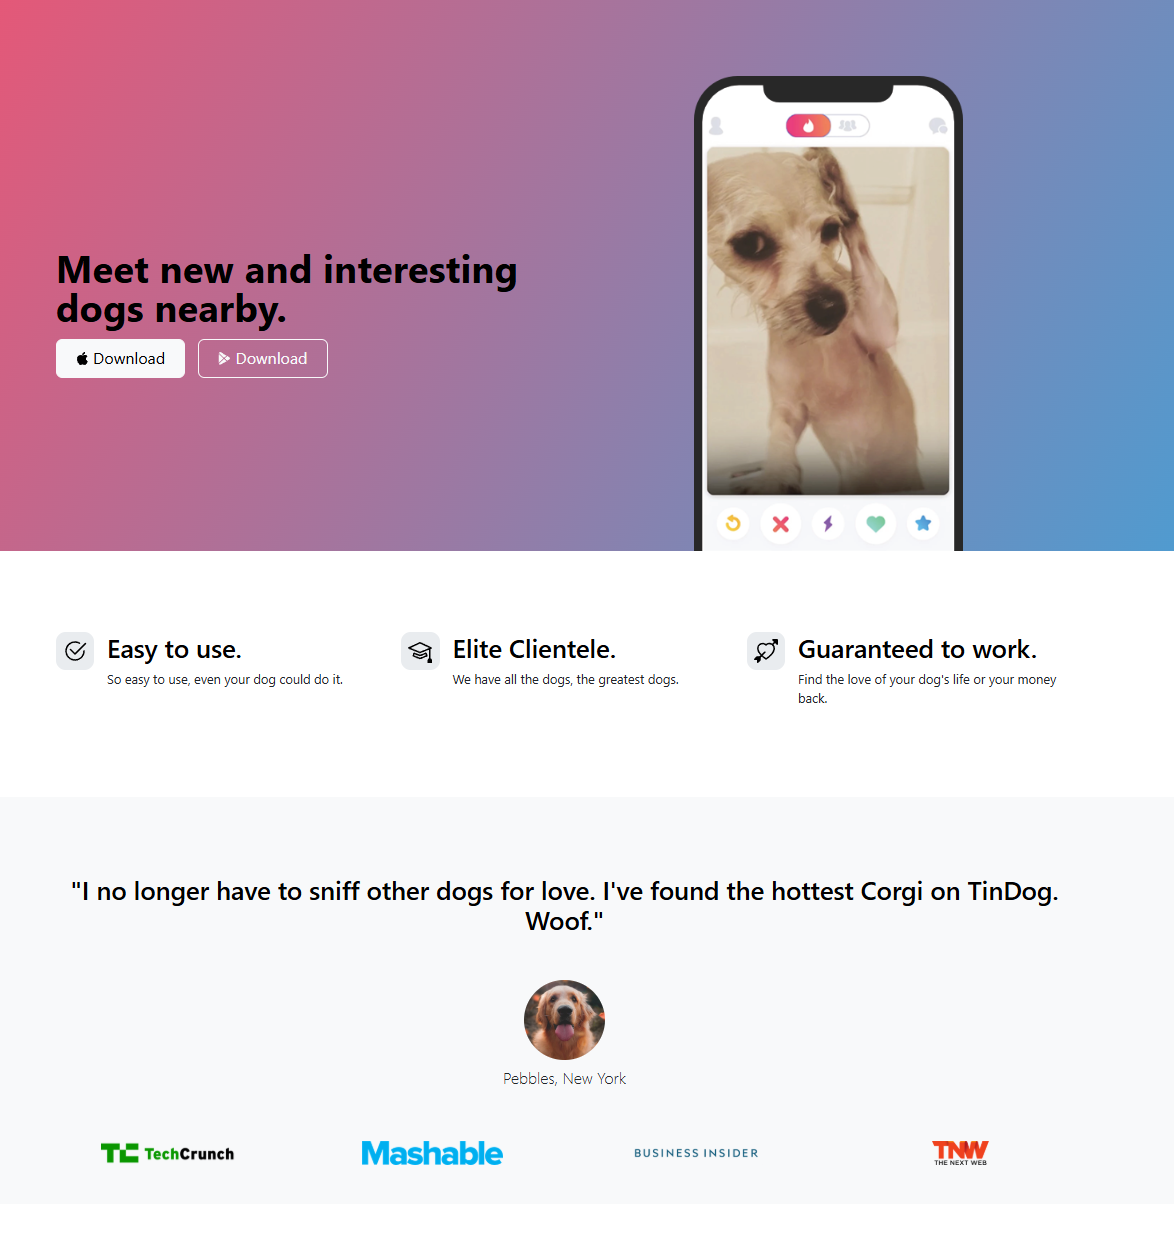 Meet new and interesting
dogs nearby.
Download
Download
Easy to use.
So easy to use, even your dog could do it.
Elite Clientele.
We have all the dogs, the greatest dogs.
Guaranteed to work.
Find the love of your dog's life or your money
back.
"I no longer have to sniff other dogs for love. I've found the hottest Corgi on TinDog.
Woof."
Pebbles, New York
TC TechCrunch
Mashable
BUSINESS INSIDER
TNW
THE NEXT WEB